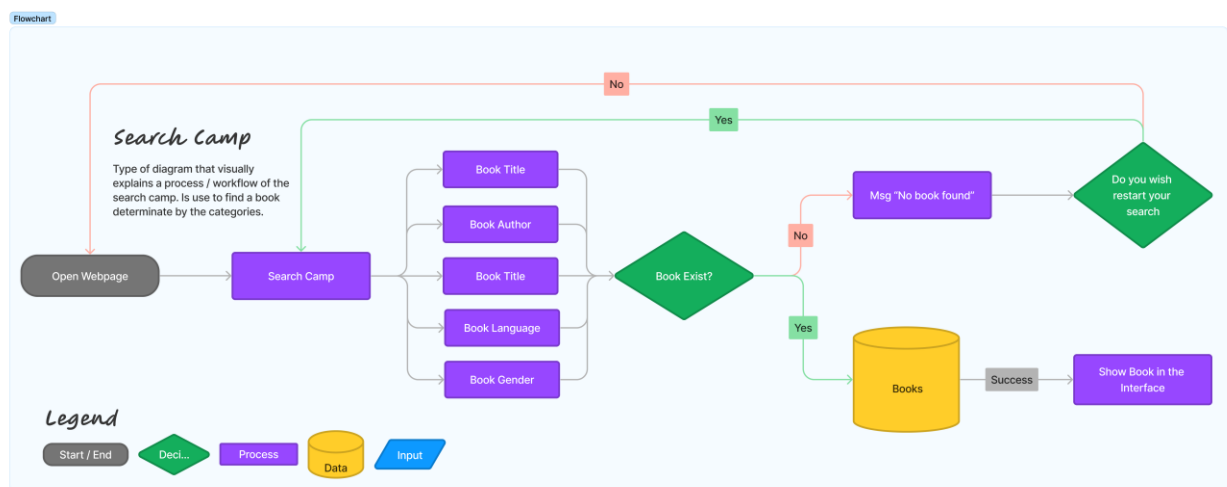 Flowchart
No
Yes
Search Camp
Type of diagram that visually
explains a process / workflow of the
search camp. Is use to find a book
determinate by the categories.
Open Webpage
Search Camp
Book Title
Book Author
Book Title
Book Language
Book Gender
Book Exist?
No
Msg "No book found"
Do you wish
restart your
search
Yes
Books
Success
Show Book in the
Interface
Legend
Start / End
Deci...
Process
Data
Input